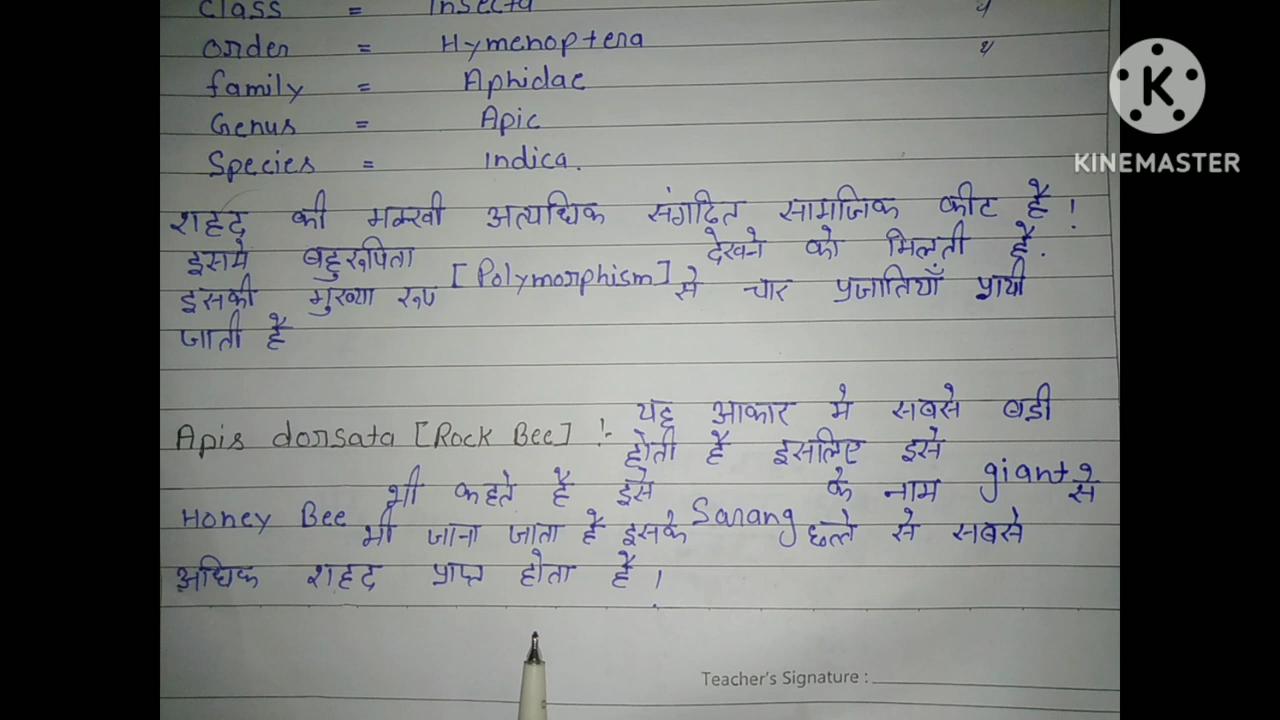 Class = Insecta
Order = Hymenoptera
family = Aphidae
Genus = Apic
Species = Indica.
शहद की मक्खी अत्यधिक संगठित सामजिक कीट है !
इसमे बहुरूपिता [Polymorphism] देखने को मिलती है.
इसकी मुख्या रूप से चार प्रजातियाँ प्रायी
जाती है
Apis dorsata [Rock Bee] :- यह आकार मे सबसे बड़ी
होती है इसलिए इसे giant
Honey Bee भी कहते है इसे Sarang के नाम से
भी जाना जाता है इसके छत्ते से सबसे
अधिक शहद प्राप्त होता है ।
Teacher's Signature :
K
KINEMASTER